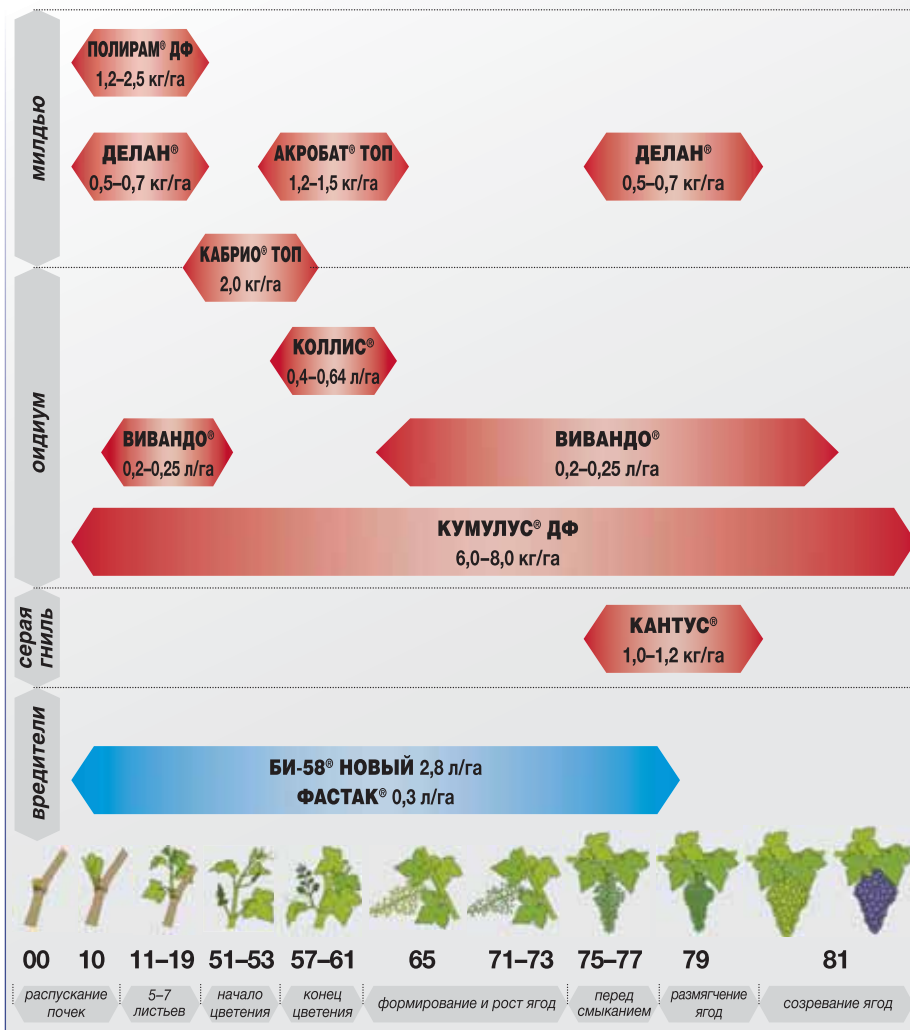 милдью
ПОЛИРАМ® ДФ
1,2–2,5 кг/га
ДЕЛАН®
0,5–0,7 кг/га
АКРОБАТ® ТОП
1,2–1,5 кг/га
ДЕЛАН®
0,5–0,7 кг/га
КАБРИО® ТОП
2,0 кг/га
оидиум
КОЛЛИС®
0,4–0,64 л/га
ВИВАНДО®
0,2–0,25 л/га
ВИВАНДО®
0,2–0,25 л/га
КУМУЛУС® ДФ
6,0–8,0 кг/га
серая
гниль
КАНТУС®
1,0–1,2 кг/га
вредители
БИ-58® НОВЫЙ 2,8 л/га
ФАСТАК® 0,3 л/га
00 10 11–19 51–53 57–61 65 71–73 75–77 79 81
распускание
почек
5–7
листьев
начало
цветения
конец
цветения
формирование и рост ягод
перед
смыканием
размягчение
ягод
созревание ягод